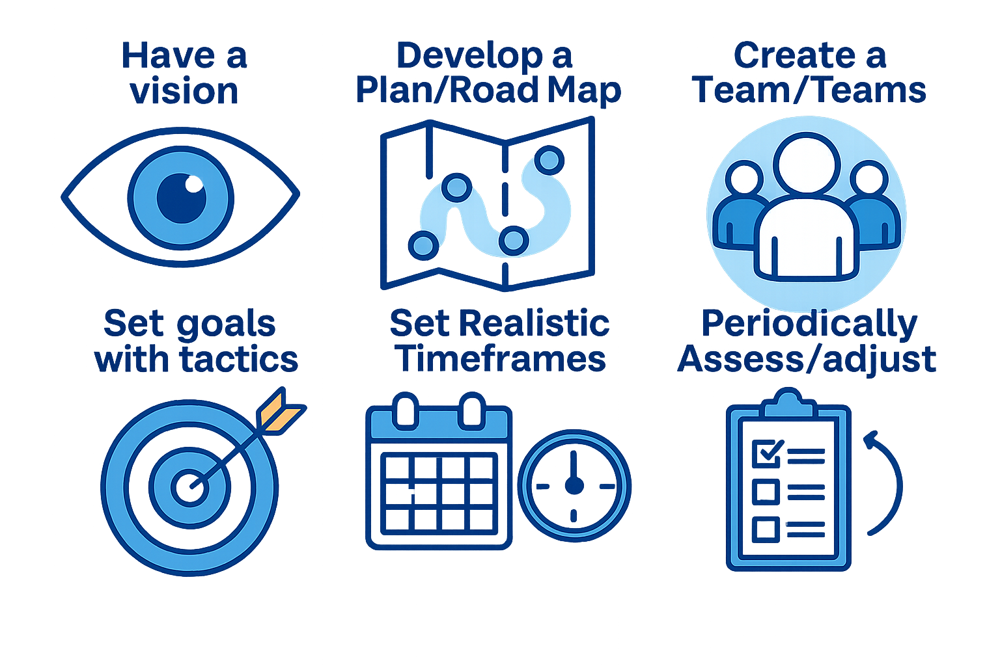 Have a
vision
Develop a
Plan/Road Map
Create a
Team/Teams
Set goals
with tactics
Set Realistic
Timeframes
Periodically
Assess/adjust